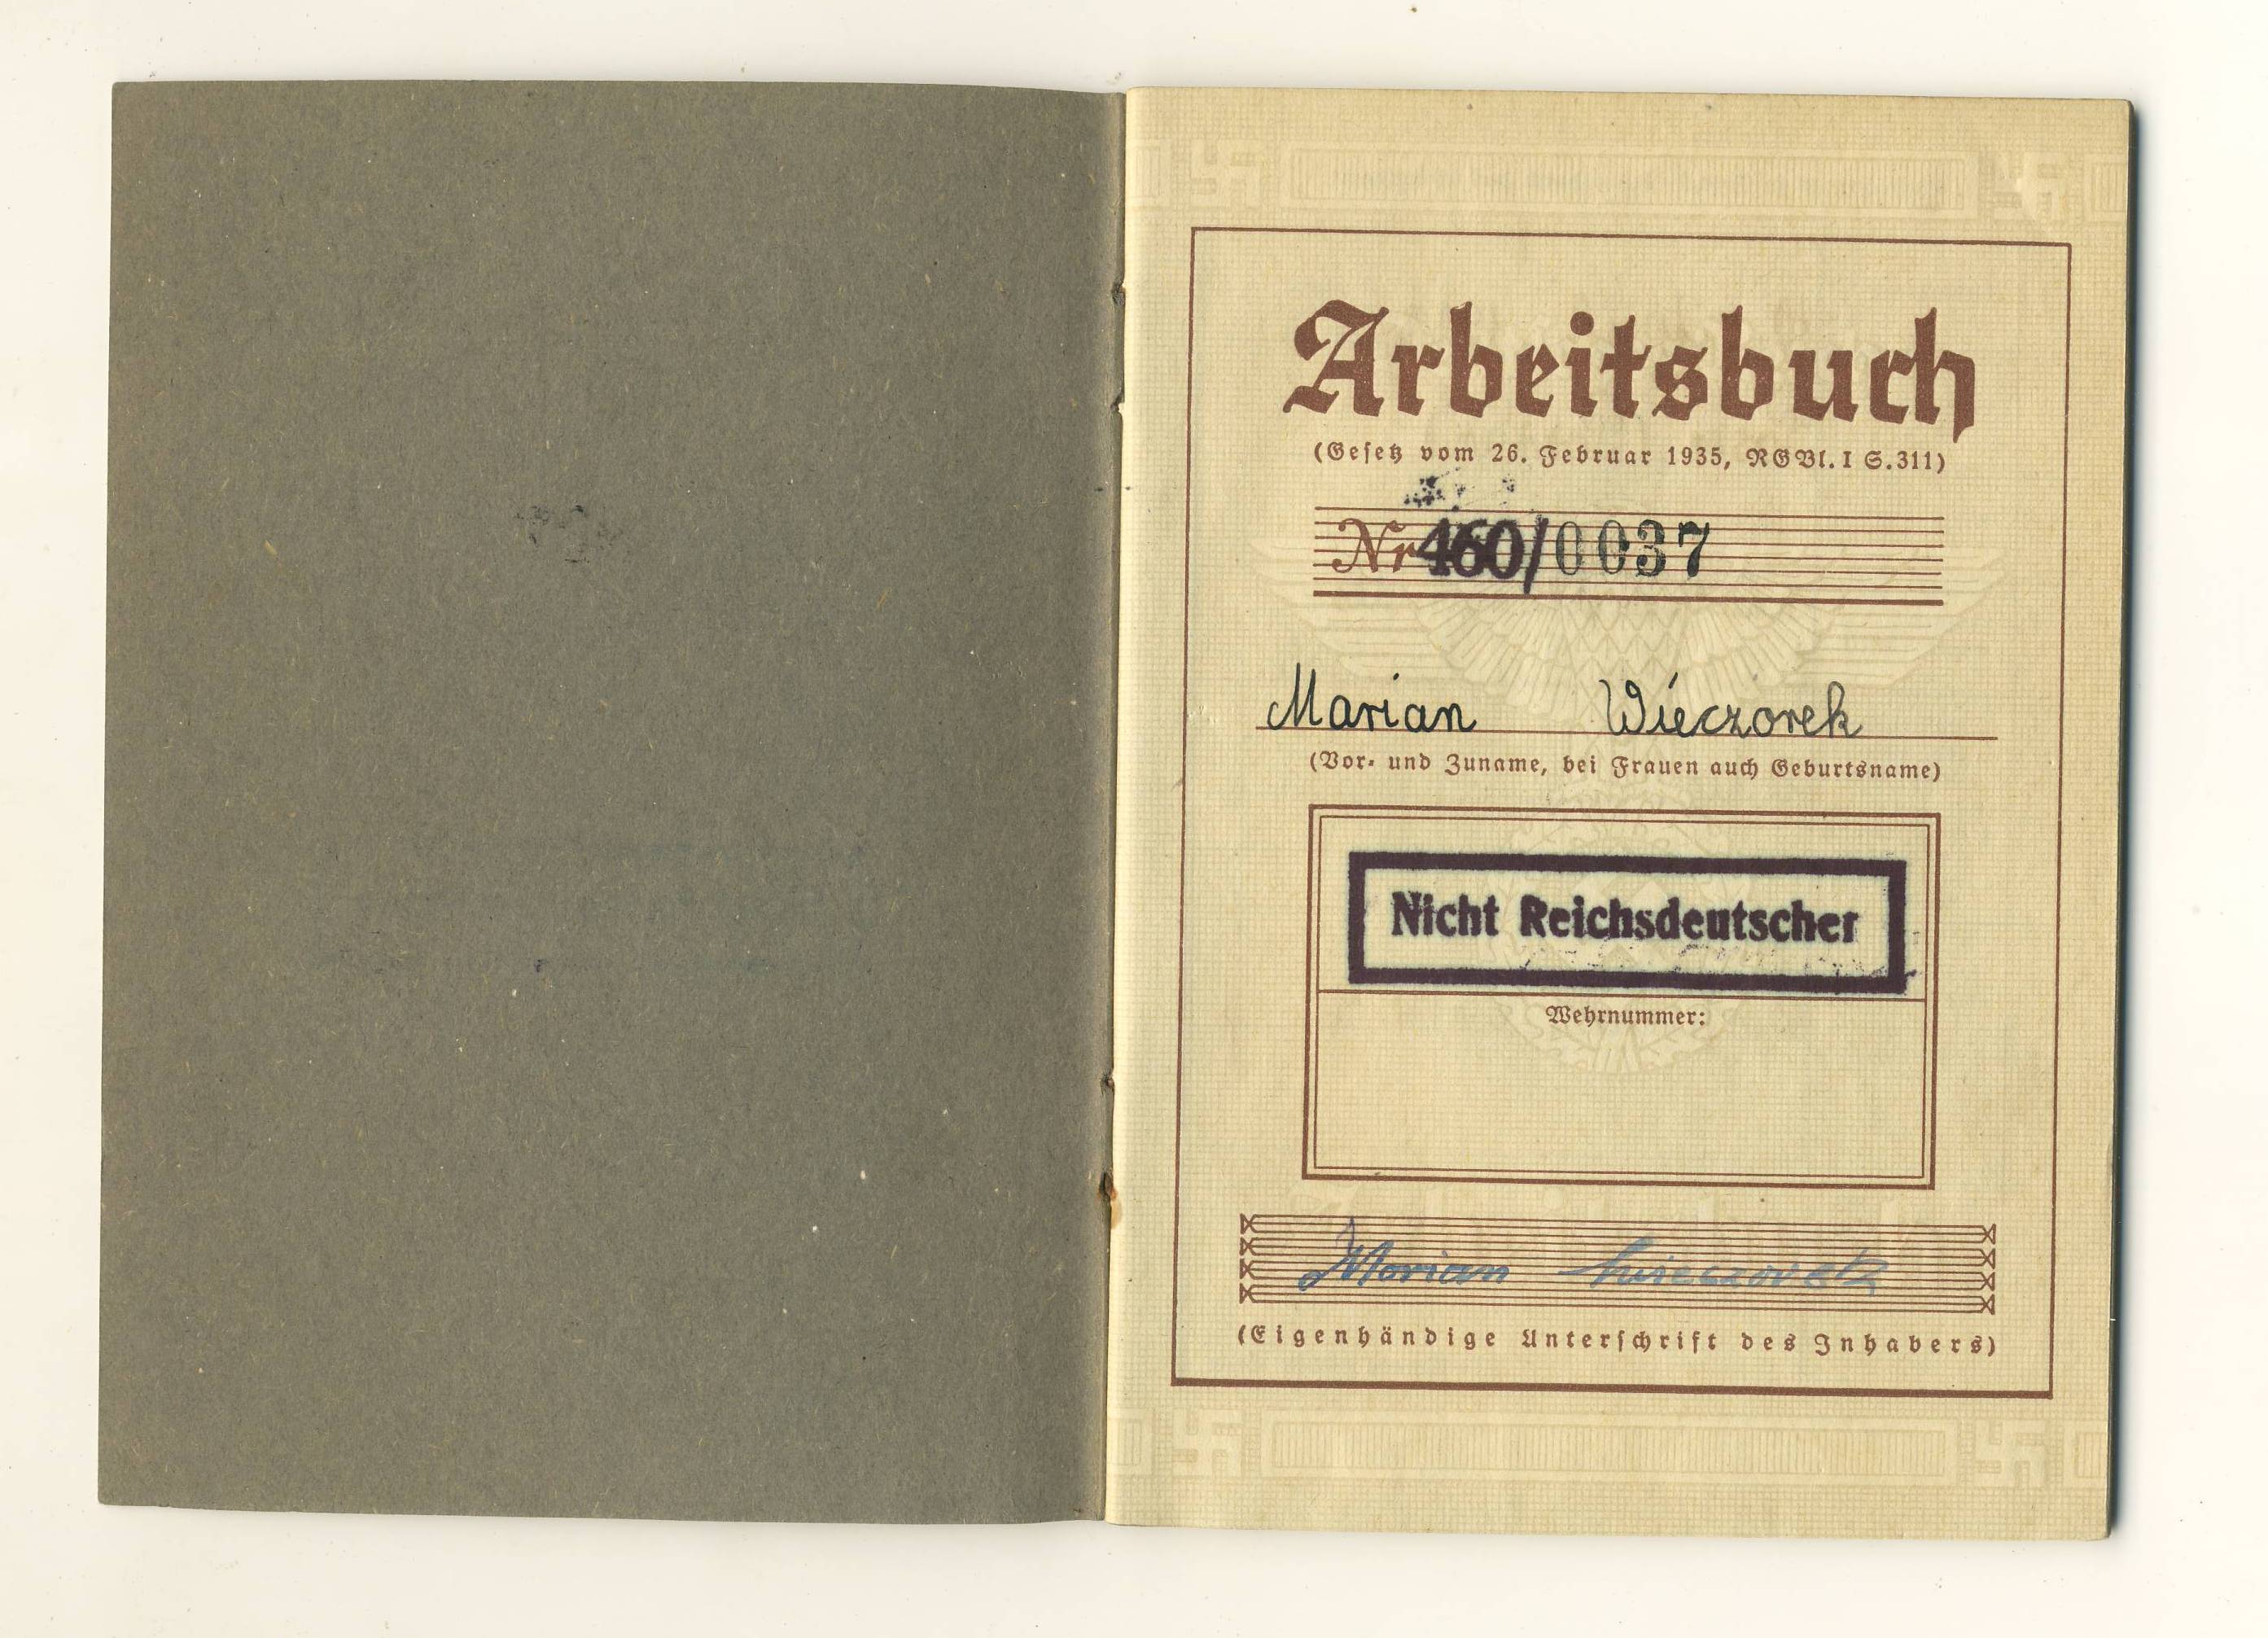 Arbeitsbuch
(Gesetz vom 26. Februar 1935, RGBl. I S. 311)
Nr 460/0037
Marian Wieczorek
(Vor- und Zuname, bei Frauen auch Geburtsname)
Nicht Reichsdeutscher
Wehrnummer:
Marian Wieczorek
(Eigenhändige Unterschrift des Inhabers)